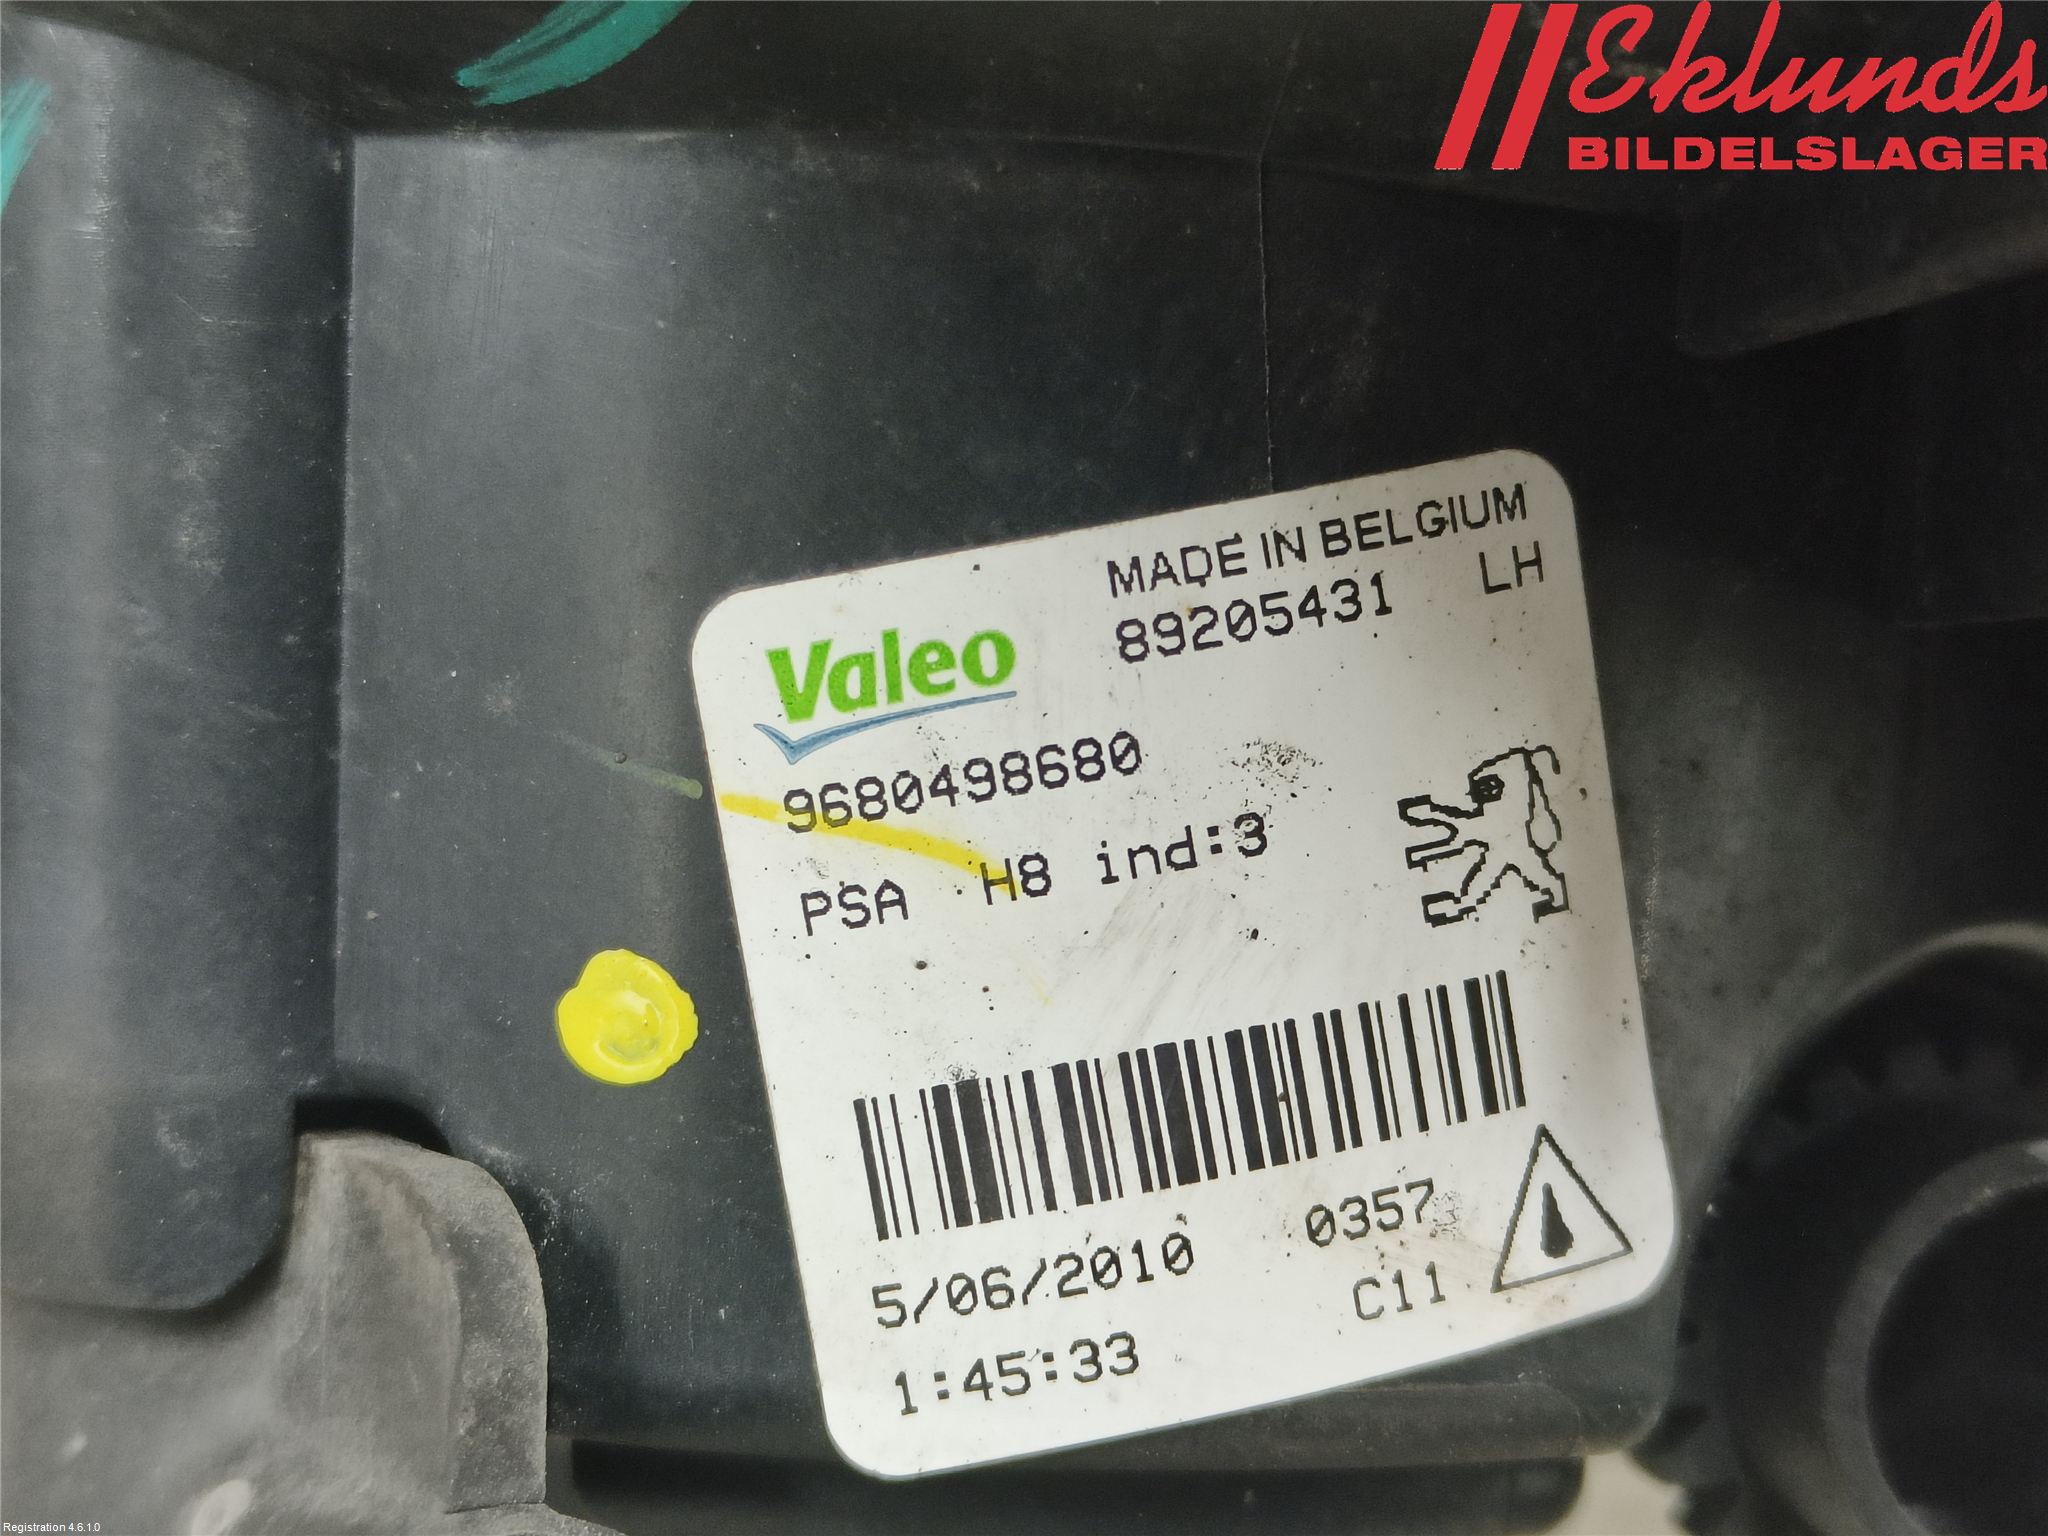 Eklunds
BILDELSLAGER
MADE IN BELGIUM
89205431 LH
Valeo
9680498680
PSA H8 ind:3
5/06/2010 0357
C11
1:45:33
Registration 4.6.1.0